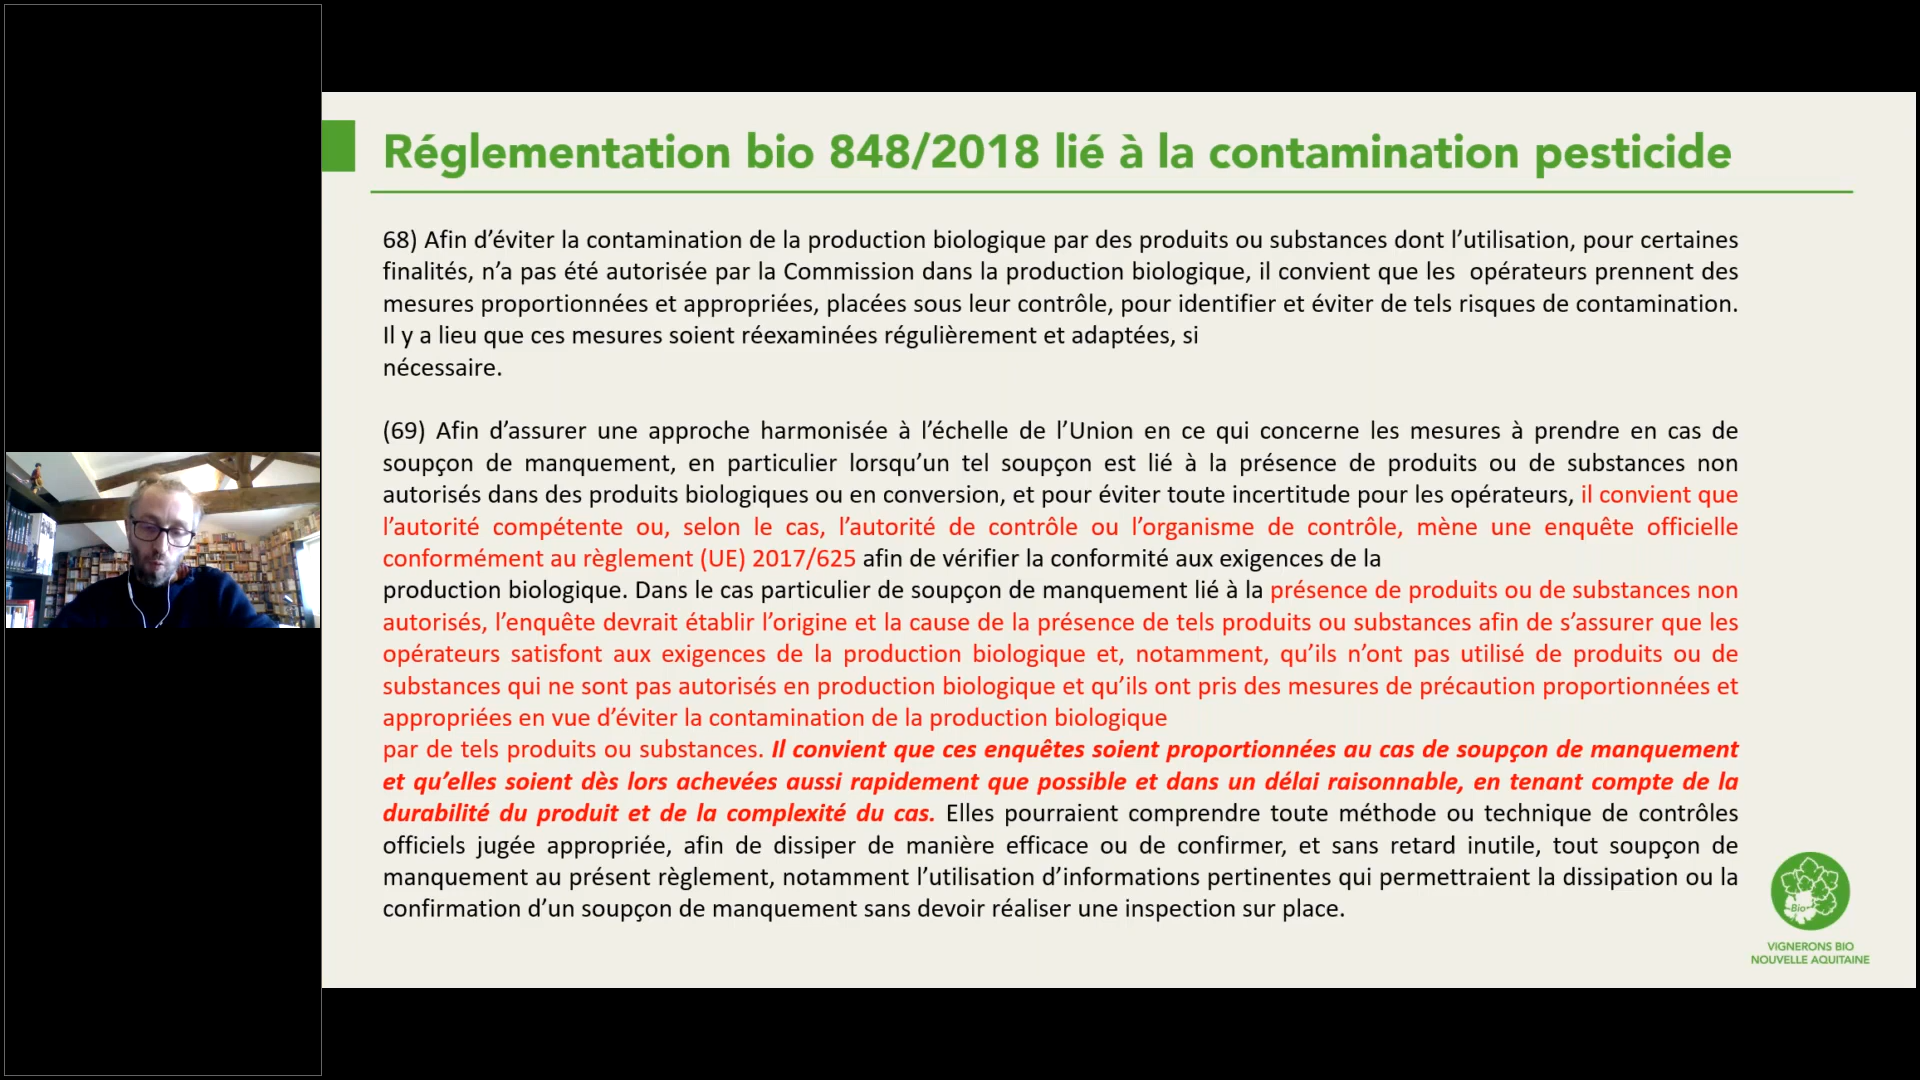 Réglementation bio 848/2018 lié à la contamination pesticide
68) Afin d’éviter la contamination de la production biologique par des produits ou substances dont l’utilisation, pour certaines
finalités, n’a pas été autorisée par la Commission dans la production biologique, il convient que les  opérateurs prennent des
mesures proportionnées et appropriées, placées sous leur contrôle, pour identifier et éviter de tels risques de contamination.
Il y a lieu que ces mesures soient réexaminées régulièrement et adaptées, si
nécessaire.
(69) Afin d’assurer une approche harmonisée à l’échelle de l’Union en ce qui concerne les mesures à prendre en cas de
soupçon de manquement, en particulier lorsqu’un tel soupçon est lié à la présence de produits ou de substances non
autorisés dans des produits biologiques ou en conversion, et pour éviter toute incertitude pour les opérateurs, il convient que
l’autorité compétente ou, selon le cas, l’autorité de contrôle ou l’organisme de contrôle, mène une enquête officielle
conformément au règlement (UE) 2017/625 afin de vérifier la conformité aux exigences de la
production biologique. Dans le cas particulier de soupçon de manquement lié à la présence de produits ou de substances non
autorisés, l’enquête devrait établir l’origine et la cause de la présence de tels produits ou substances afin de s’assurer que les
opérateurs satisfont aux exigences de la production biologique et, notamment, qu’ils n’ont pas utilisé de produits ou de
substances qui ne sont pas autorisés en production biologique et qu’ils ont pris des mesures de précaution proportionnées et
appropriées en vue d’éviter la contamination de la production biologique
par de tels produits ou substances. Il convient que ces enquêtes soient proportionnées au cas de soupçon de manquement
et qu’elles soient dès lors achevées aussi rapidement que possible et dans un délai raisonnable, en tenant compte de la
durabilité du produit et de la complexité du cas. Elles pourraient comprendre toute méthode ou technique de contrôles
officiels jugée appropriée, afin de dissiper de manière efficace ou de confirmer, et sans retard inutile, tout soupçon de
manquement au présent règlement, notamment l’utilisation d’informations pertinentes qui permettraient la dissipation ou la
confirmation d’un soupçon de manquement sans devoir réaliser une inspection sur place.
Bio
VIGNERONS BIO
NOUVELLE AQUITAINE